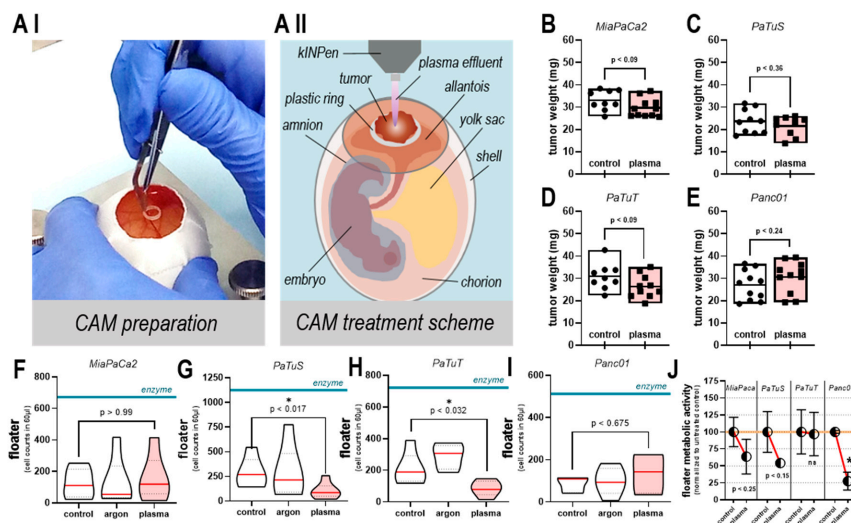 A I
CAM preparation
A II
kINPen
plasma effluent
tumor
allantois
plastic ring
yolk sac
amnion
shell
embryo
chorion
CAM treatment scheme
B
MiaPaCa2
tumor weight (mg)
60
50
40
30
20
10
0
p < 0.09
control plasma
C
PaTuS
tumor weight (mg)
60
50
40
30
20
10
0
p < 0.36
control plasma
D
PaTuT
tumor weight (mg)
60
50
40
30
20
10
0
p < 0.09
control plasma
E
Panc01
tumor weight (mg)
60
50
40
30
20
10
0
p < 0.24
control plasma
F
MiaPaCa2
floater
(cell counts in 60µl)
800
600
400
200
0
enzyme
p > 0.99
control argon plasma
G
PaTuS
floater
(cell counts in 60µl)
1250
1000
750
500
250
0
enzyme
*
p < 0.017
control argon plasma
H
PaTuT
floater
(cell counts in 60µl)
800
600
400
200
0
enzyme
*
p < 0.032
control argon plasma
I
Panc01
floater
(cell counts in 60µl)
600
400
200
0
enzyme
p < 0.675
control argon plasma
J
floater metabolic activity
(normalized to untreated control)
175
150
125
100
75
50
25
0
MiaPaca PaTuS PaTuT Panc0
p < 0.25
p < 0.15
ns
*
control plasma control plasma control plasma control plasma